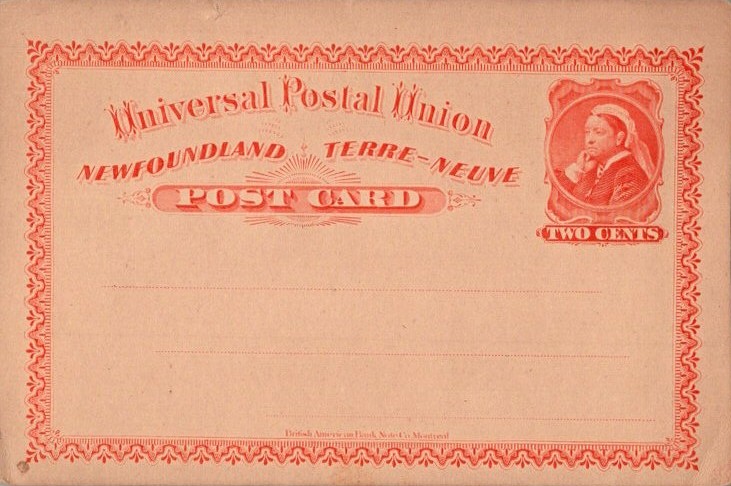 Universal Postal Union
NEWFOUNDLAND TERRE-NEUVE
POST CARD
TWO CENTS
British American Bank Note Co. Montreal